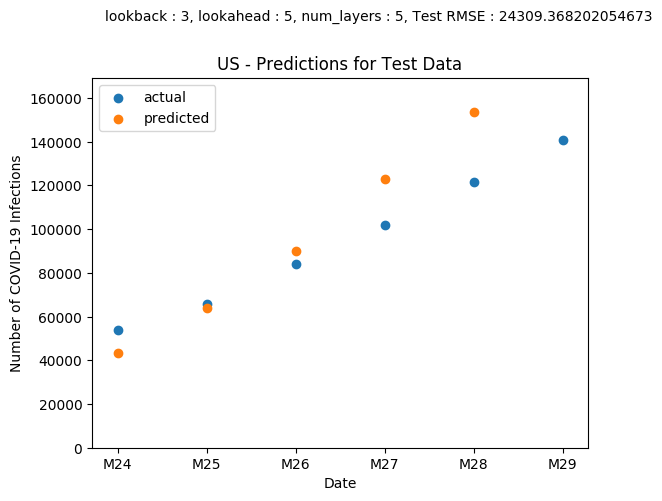 lookback : 3, lookahead : 5, num_layers : 5, Test RMSE : 24309.368202054673
US - Predictions for Test Data
actual
predicted
160000
140000
120000
100000
80000
60000
40000
20000
0
Number of COVID-19 Infections
M24 M25 M26 M27 M28 M29
Date